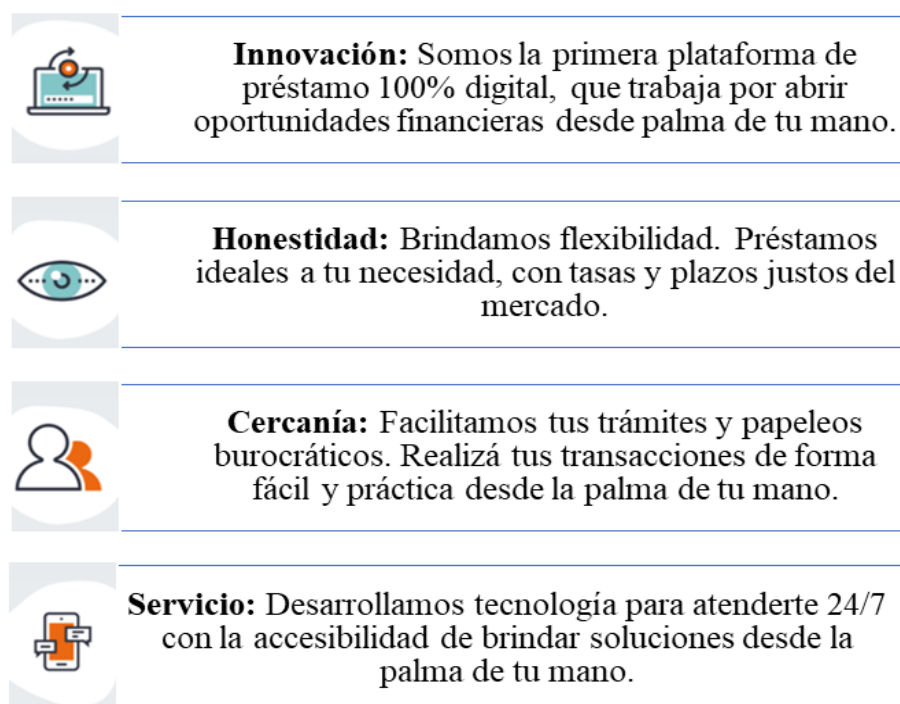 Innovación: Somos la primera plataforma de
préstamo 100% digital, que trabaja por abrir
oportunidades financieras desde palma de tu mano.
Honestidad: Brindamos flexibilidad. Préstamos
ideales a tu necesidad, con tasas y plazos justos del
mercado.
Cercanía: Facilitamos tus trámites y papeleos
burocráticos. Realizá tus transacciones de forma
fácil y práctica desde la palma de tu mano.
Servicio: Desarrollamos tecnología para atenderte 24/7
con la accesibilidad de brindar soluciones desde la
palma de tu mano.